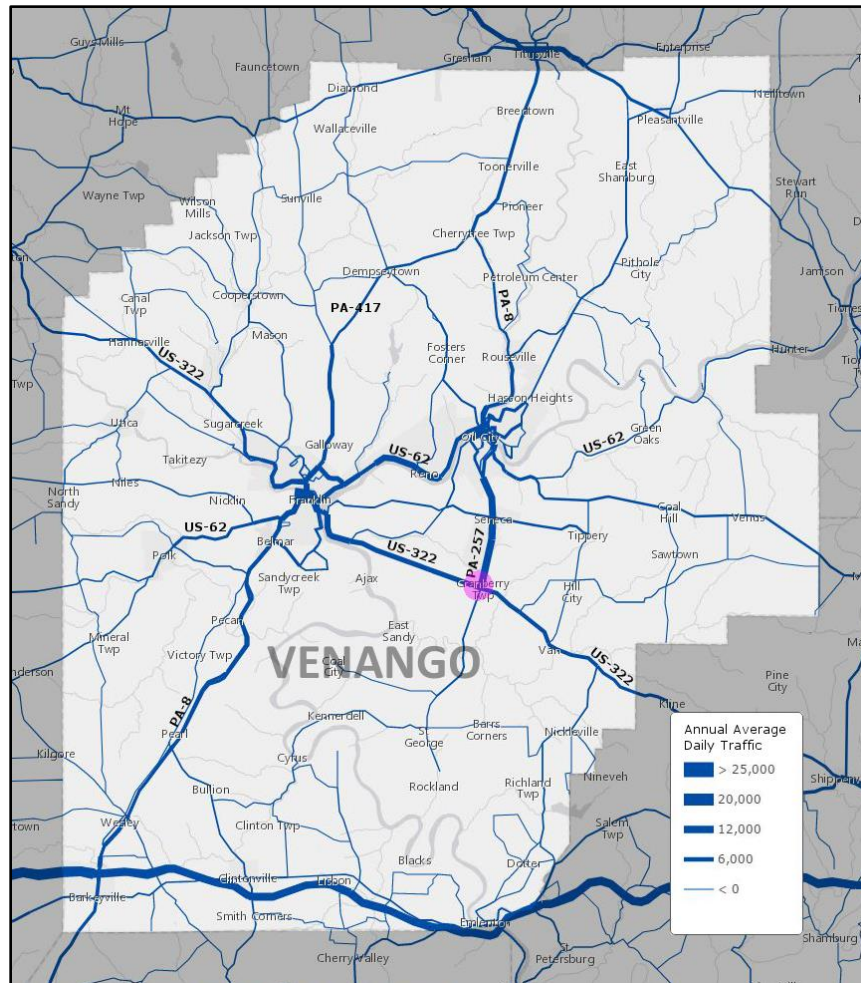 Guys Mills
Fauncetown
Gresham
Titusville
Enterprise
Diamond
Neilltown
Mt
Hope
Wallaceville
Breedtown
Pleasantville
Toonerville
East
Shamburg
Wayne Twp
Wilson
Mills
Sunville
Stewart
Run
Jackson Twp
Pioneer
Cherrytree Twp
Dempseytown
Petroleum Center
Pithole
City
Jamison
Canal
Twp
Cooperstown
PA-417
PA-8
Hannasville
Mason
Fosters
Corner
Rouseville
Hunter
US-322
Hasson Heights
Utica
Sugarcreek
Galloway
US-62
Oil City
US-62
Green
Oaks
Takitezy
Reno
North
Sandy
Niles
Nicklin
Franklin
Seneca
Coal
Hill
Venus
US-62
Belmar
US-322
PA-257
Tippery
Sawtown
Polk
Sandycreek
Twp
Ajax
Cranberry
Twp
Hill
City
Mineral
Twp
Pecan
East
Sandy
Victory Twp
VENANGO
Coal
City
Van
US-322
Pine
City
PA-8
Kline
Pearl
Kennerdell
St
George
Barrs
Corners
Nickleville
Kilgore
Cyrus
Nineveh
Bullion
Rockland
Richland
Twp
Wesley
Clinton Twp
Salem
Twp
Blacks
Dotter
Clintonville
Lisbon
Barkeyville
Smith Corners
Emlenton
Cherry Valley
St
Petersburg
Shamburg
Annual Average
Daily Traffic
> 25,000
20,000
12,000
6,000
< 0